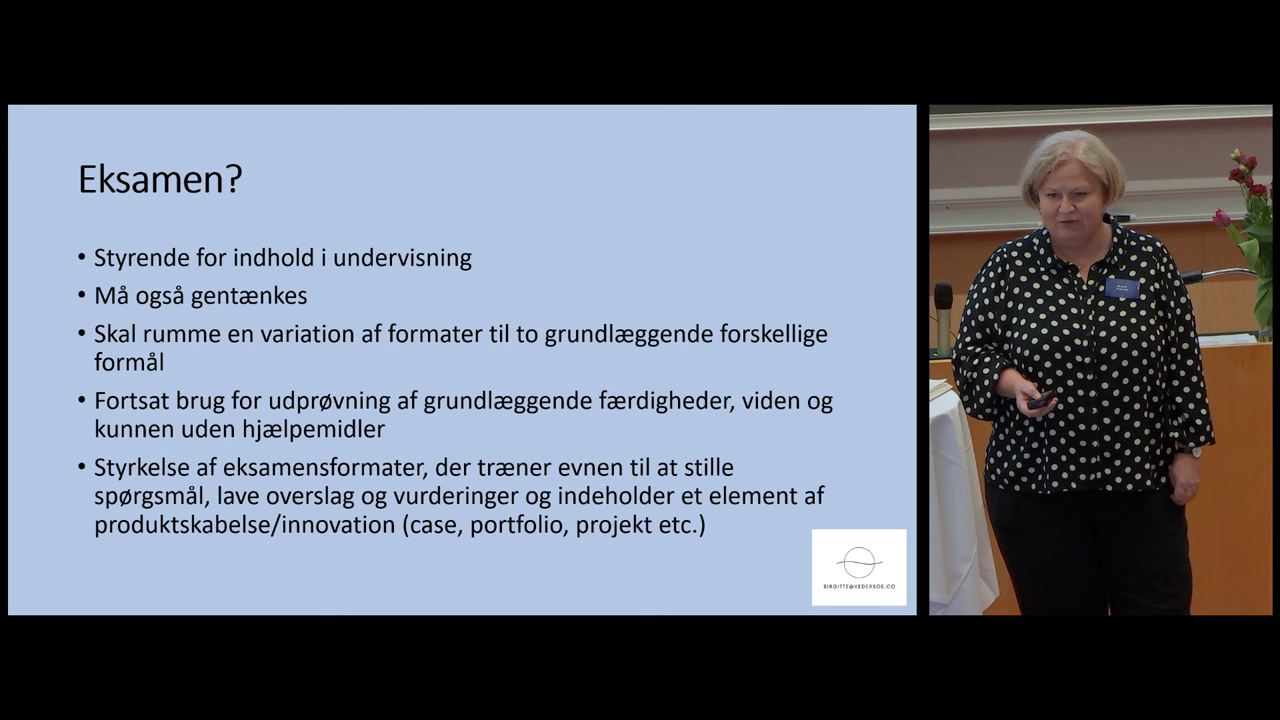 Eksamen?
• Styrende for indhold i undervisning
• Må også gentænkes
• Skal rumme en variation af formater til to grundlæggende forskellige
formål
• Fortsat brug for udprøvning af grundlæggende færdigheder, viden og
kunnen uden hjælpemidler
• Styrkelse af eksamensformater, der træner evnen til at stille
spørgsmål, lave overslag og vurderinger og indeholder et element af
produktskabelse/innovation (case, portfolio, projekt etc.)
BIRGITTE@VEDERSOE.CO